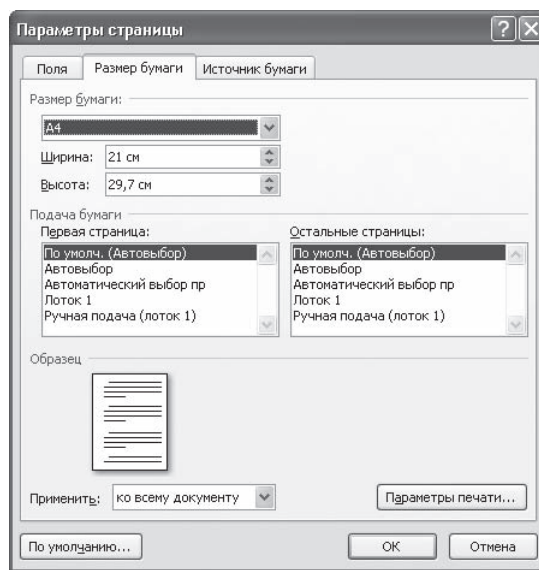 Параметры страницы
Поля Размер бумаги Источник бумаги
Размер бумаги:
A4
Ширина: 21 см
Высота: 29,7 см
Подача бумаги
Первая страница: Остальные страницы:
По умолч. (Автовыбор) По умолч. (Автовыбор)
Автовыбор Автовыбор
Автоматический выбор пр Автоматический выбор пр
Лоток 1 Лоток 1
Ручная подача (лоток 1) Ручная подача (лоток 1)
Образец
Применить: ко всему документу Параметры печати...
По умолчанию... ОК Отмена